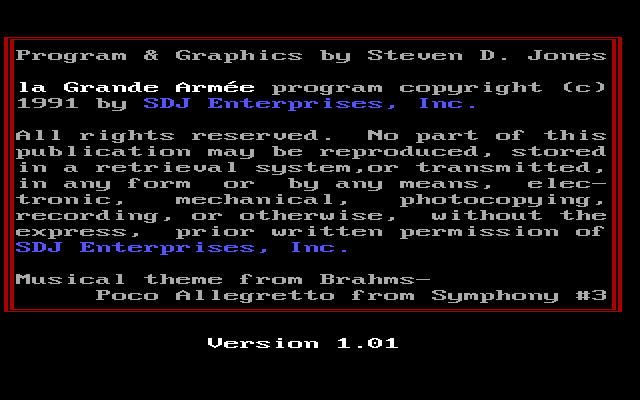 Program & Graphics by Steven D. Jones
la Grande Armée program copyright (c)
1991 by SDJ Enterprises, Inc.
All rights reserved. No part of this
publication may be reproduced, stored
in a retrieval system,or transmitted,
in any form or by any means, elec-
tronic, mechanical, photocopying,
recording, or otherwise, without the
express, prior written permission of
SDJ Enterprises, Inc.
Musical theme from Brahms-
Poco Allegretto from Symphony #3
Version 1.01